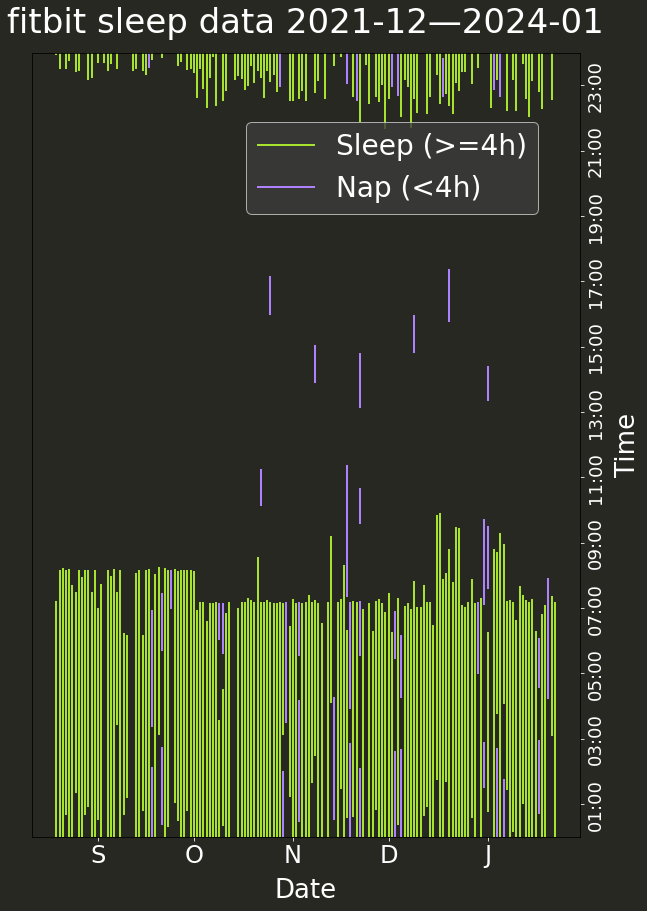 fitbit sleep data 2021-12—2024-01
Sleep (>=4h)
Nap (<4h)
23:00
21:00
19:00
17:00
15:00
13:00
11:00
09:00
07:00
05:00
03:00
01:00
Time
S O N D J
Date